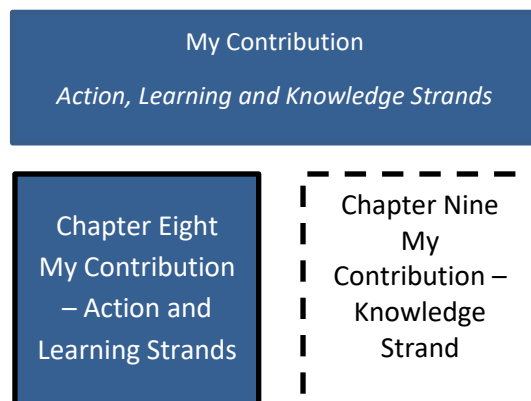 My Contribution
Action, Learning and Knowledge Strands
Chapter Eight
My Contribution
– Action and
Learning Strands
Chapter Nine
My
Contribution –
Knowledge
Strand